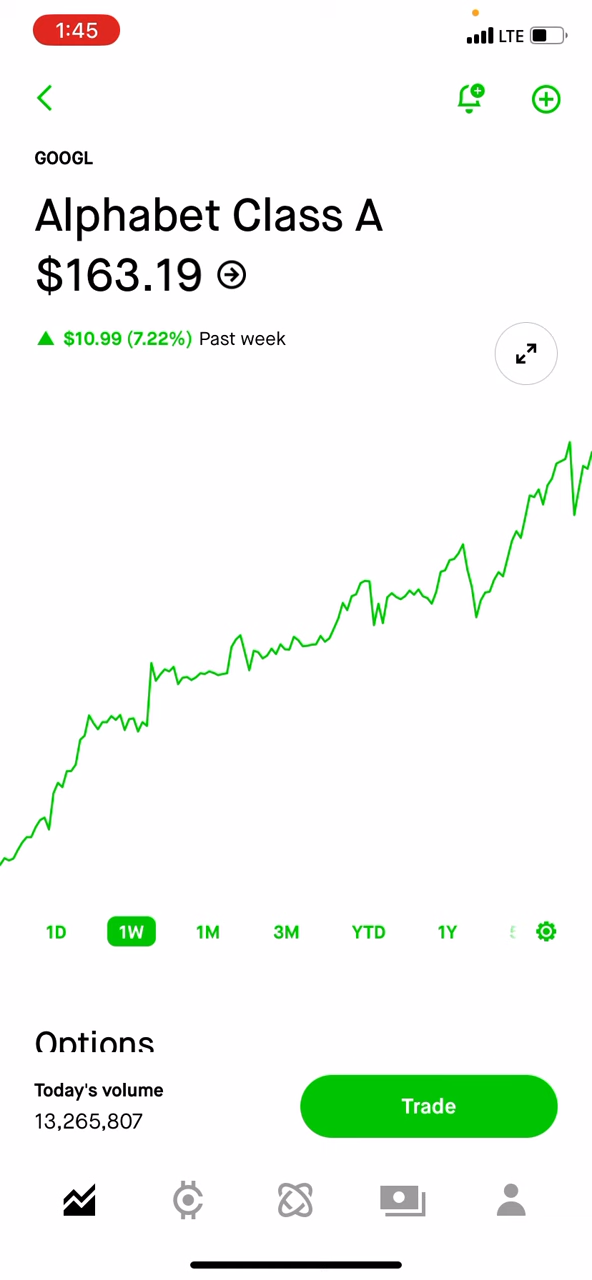 1:45
LTE
GOOGL
Alphabet Class A
$163.19
$10.99 (7.22%) Past week
1D 1W 1M 3M YTD 1Y
Options
Today's volume
13,265,807
Trade